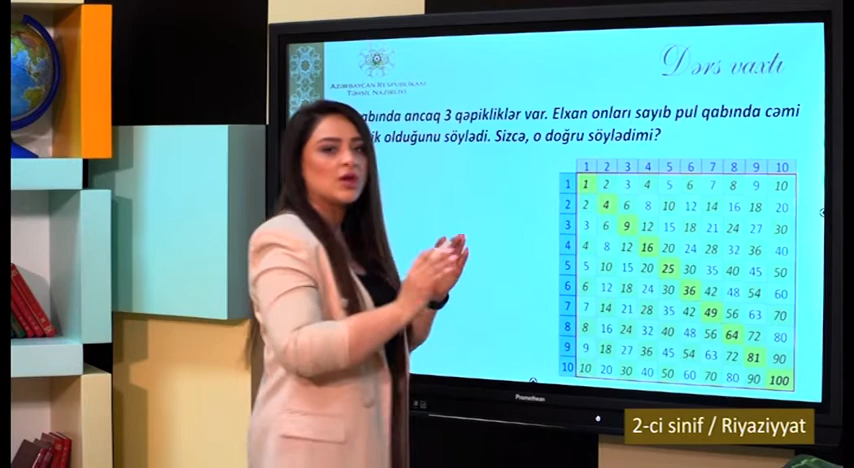 AZƏRBAYCAN RESPUBLİKASI
TƏHSİL NAZİRLİYİ
Dərs vaxtı
ancaq 3 qəpikliklər var. Elxan onları sayıb pul qabında cəmi
olduğunu söylədi. Sizcə, o doğru söylədimi?
1 2 3 4 5 6 7 8 9 10
1 1 2 3 4 5 6 7 8 9 10
2 2 4 6 8 10 12 14 16 18 20
3 3 6 9 12 15 18 21 24 27 30
4 4 8 12 16 20 24 28 32 36 40
5 5 10 15 20 25 30 35 40 45 50
6 6 12 18 24 30 36 42 48 54 60
7 7 14 21 28 35 42 49 56 63 70
8 8 16 24 32 40 48 56 64 72 80
9 9 18 27 36 45 54 63 72 81 90
10 10 20 30 40 50 60 70 80 90 100
Promethean
2-ci sinif / Riyaziyyat